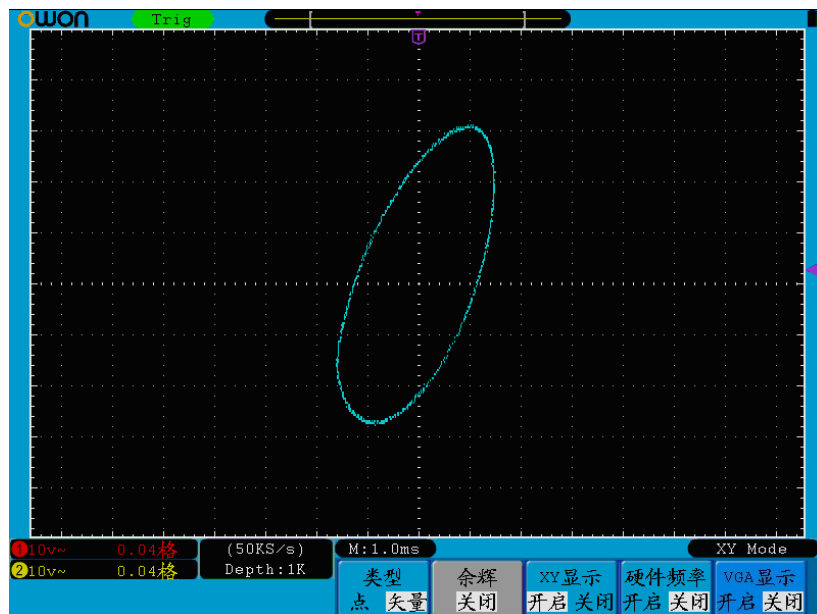 owon Trig
T
1 10v~ 0.04格 (50KS/s) M:1.0ms XY Mode
2 10v~ 0.04格 Depth:1K
类型 余辉 XY显示 硬件频率 VGA显示
点 矢量 关闭 开启 关闭 开启 关闭 开启 关闭